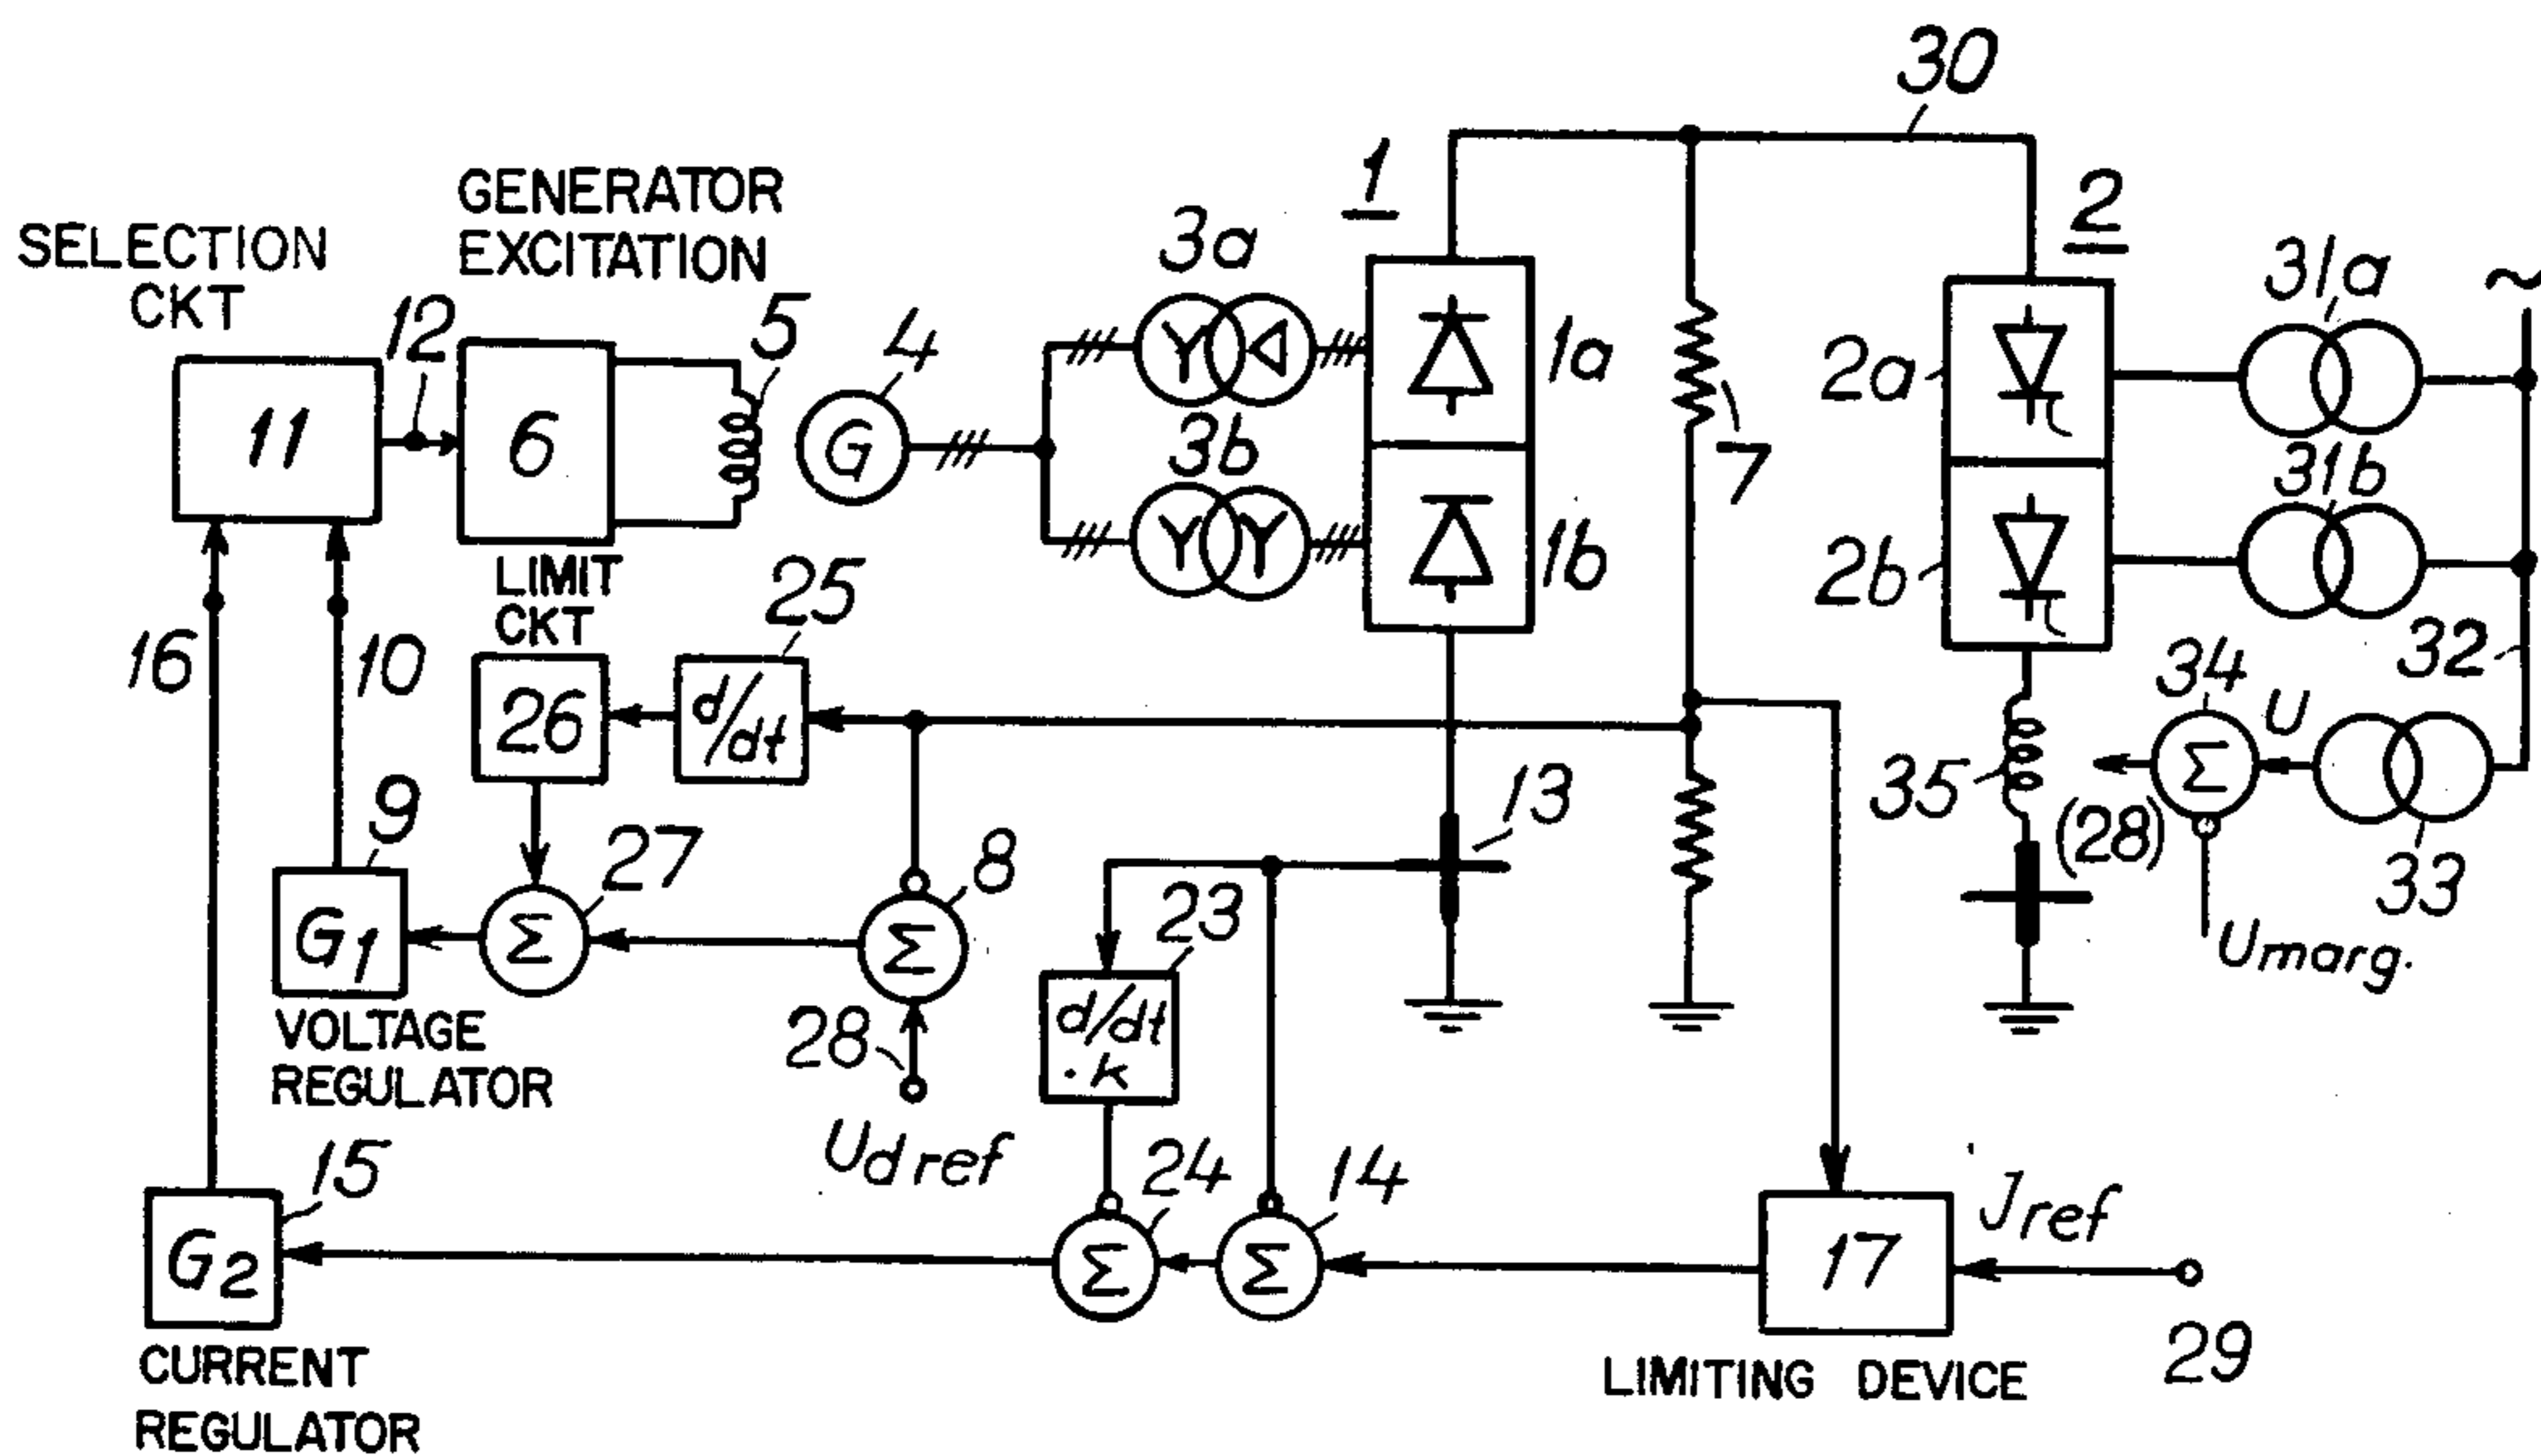 30
GENERATOR
EXCITATION
SELECTION
CKT
1
2
3a
31a
~
12
5
4
1a
2a
11
6
G
Y
7
3b
31b
LIMIT
CKT
25
Y Y
1b
2b
32
16
10
34
26
d/dt
U
35
Σ
13
(28)
33
9
27
8
23
Umarg.
G1
Σ
Σ
VOLTAGE
REGULATOR
28
d/dt
·k
Ud ref
15
24
14
Jref
G2
Σ
Σ
17
29
CURRENT
REGULATOR
LIMITING DEVICE